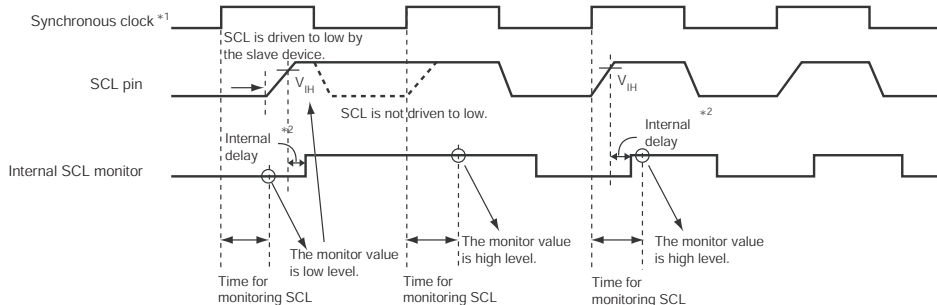 Synchronous clock *1
SCL is driven to low by
the slave device.
SCL pin
VIH
VIH
SCL is not driven to low.
*2
Internal
delay
*2
Internal
delay
Internal SCL monitor
The monitor value
is low level.
The monitor value
is high level.
The monitor value
is high level.
Time for
monitoring SCL
Time for
monitoring SCL
Time for
monitoring SCL